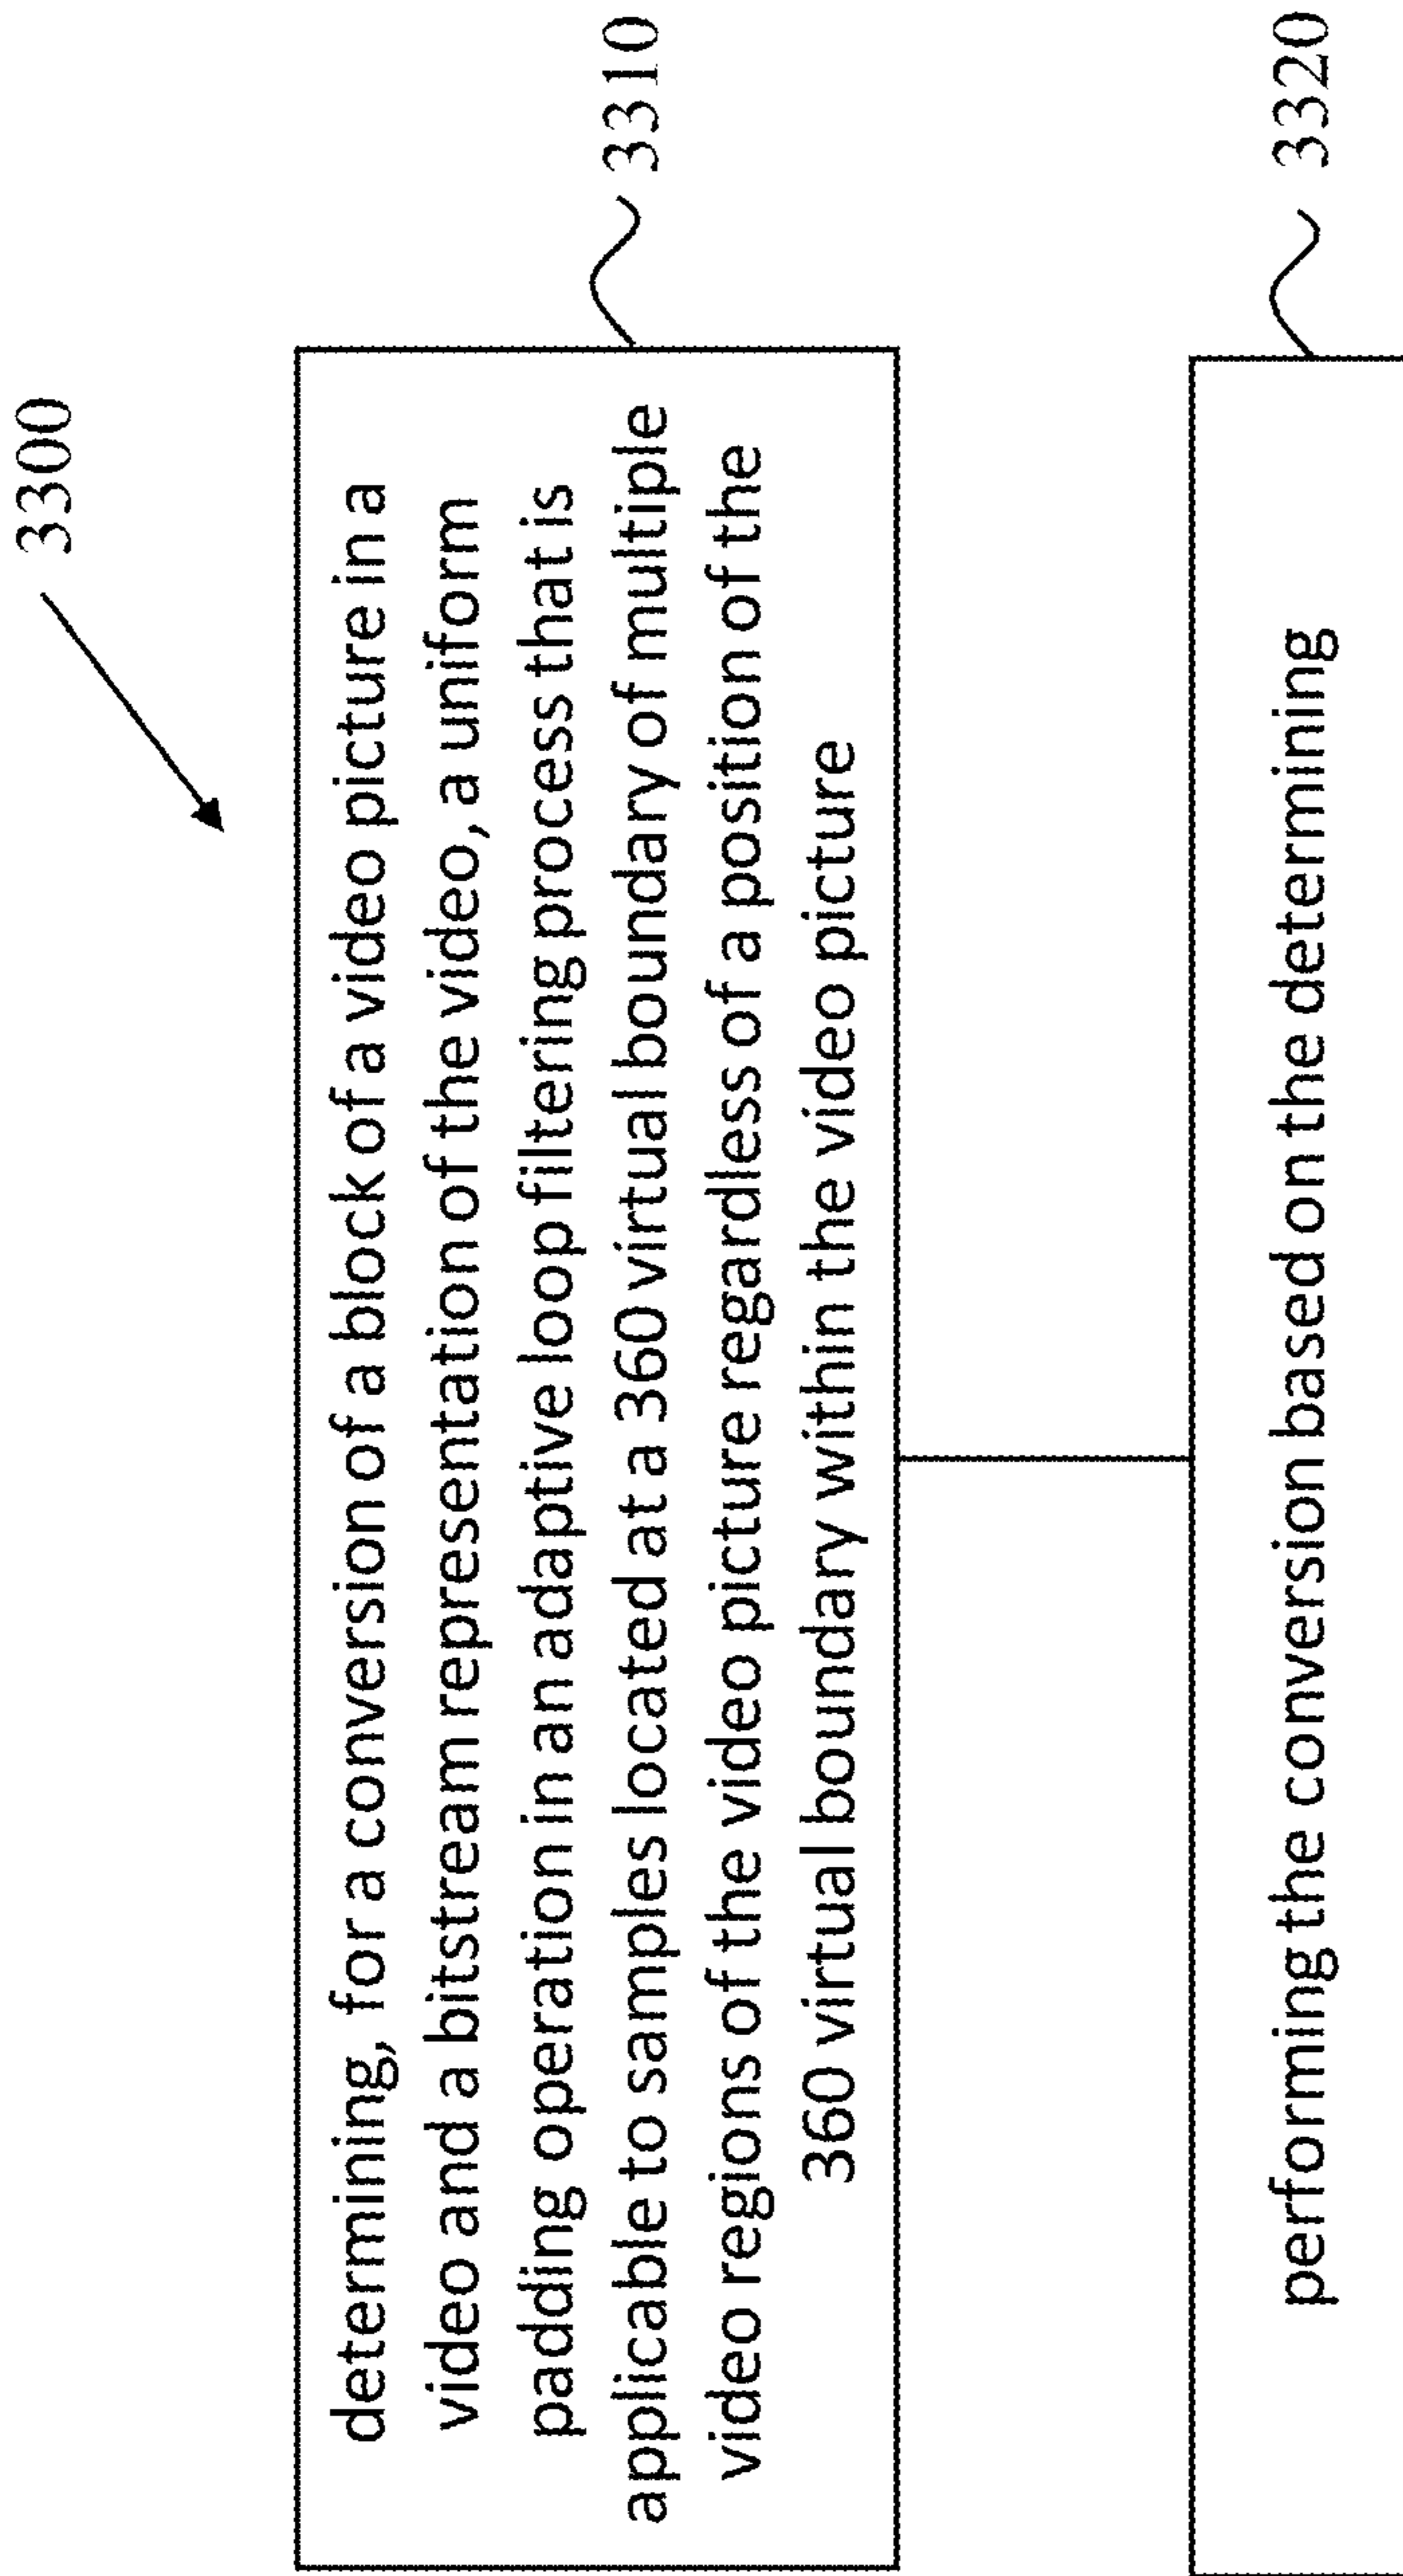 3300
determining, for a conversion of a block of a video picture in a
video and a bitstream representation of the video, a uniform
padding operation in an adaptive loop filtering process that is
applicable to samples located at a 360 virtual boundary of multiple
video regions of the video picture regardless of a position of the
360 virtual boundary within the video picture
3310
performing the conversion based on the determining
3320